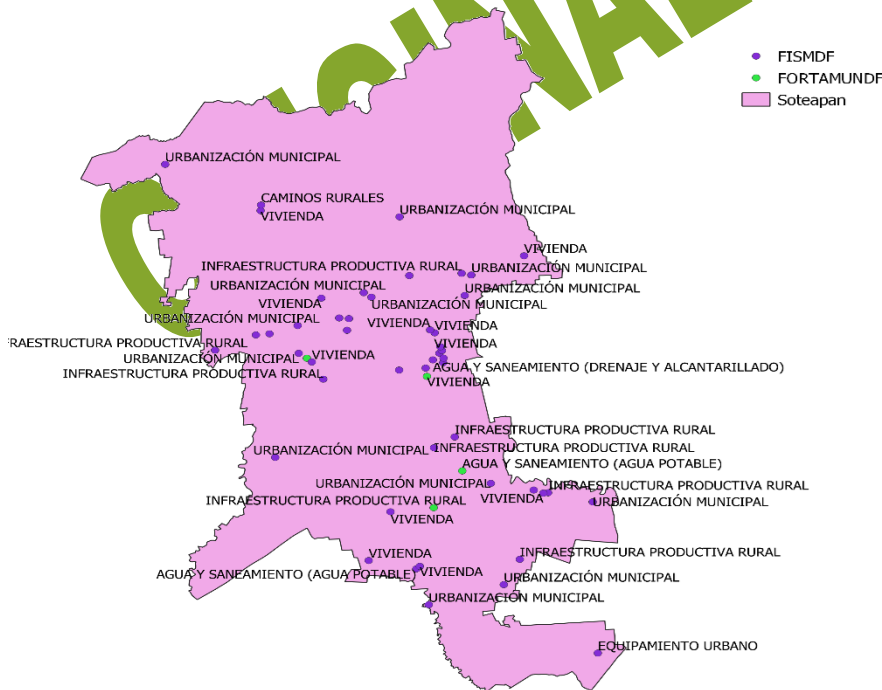 FISMDF
FORTAMUNDF
Soteapan
URBANIZACIÓN MUNICIPAL
CAMINOS RURALES
VIVIENDA
URBANIZACIÓN MUNICIPAL
VIVIENDA
INFRAESTRUCTURA PRODUCTIVA RURAL
URBANIZACIÓN MUNICIPAL
URBANIZACIÓN MUNICIPAL
URBANIZACIÓN MUNICIPAL
VIVIENDA
URBANIZACIÓN MUNICIPAL
URBANIZACIÓN MUNICIPAL
VIVIENDA
VIVIENDA
FRAESTRUCTURA PRODUCTIVA RURAL
VIVIENDA
URBANIZACIÓN MUNICIPAL
VIVIENDA
INFRAESTRUCTURA PRODUCTIVA RURAL
AGUA Y SANEAMIENTO (DRENAJE Y ALCANTARILLADO)
VIVIENDA
INFRAESTRUCTURA PRODUCTIVA RURAL
URBANIZACIÓN MUNICIPAL
INFRAESTRUCTURA PRODUCTIVA RURAL
AGUA Y SANEAMIENTO (AGUA POTABLE)
URBANIZACIÓN MUNICIPAL
INFRAESTRUCTURA PRODUCTIVA RURAL
INFRAESTRUCTURA PRODUCTIVA RURAL
VIVIENDA
URBANIZACIÓN MUNICIPAL
VIVIENDA
VIVIENDA
INFRAESTRUCTURA PRODUCTIVA RURAL
AGUA Y SANEAMIENTO (AGUA POTABLE)
VIVIENDA
URBANIZACIÓN MUNICIPAL
URBANIZACIÓN MUNICIPAL
EQUIPAMIENTO URBANO